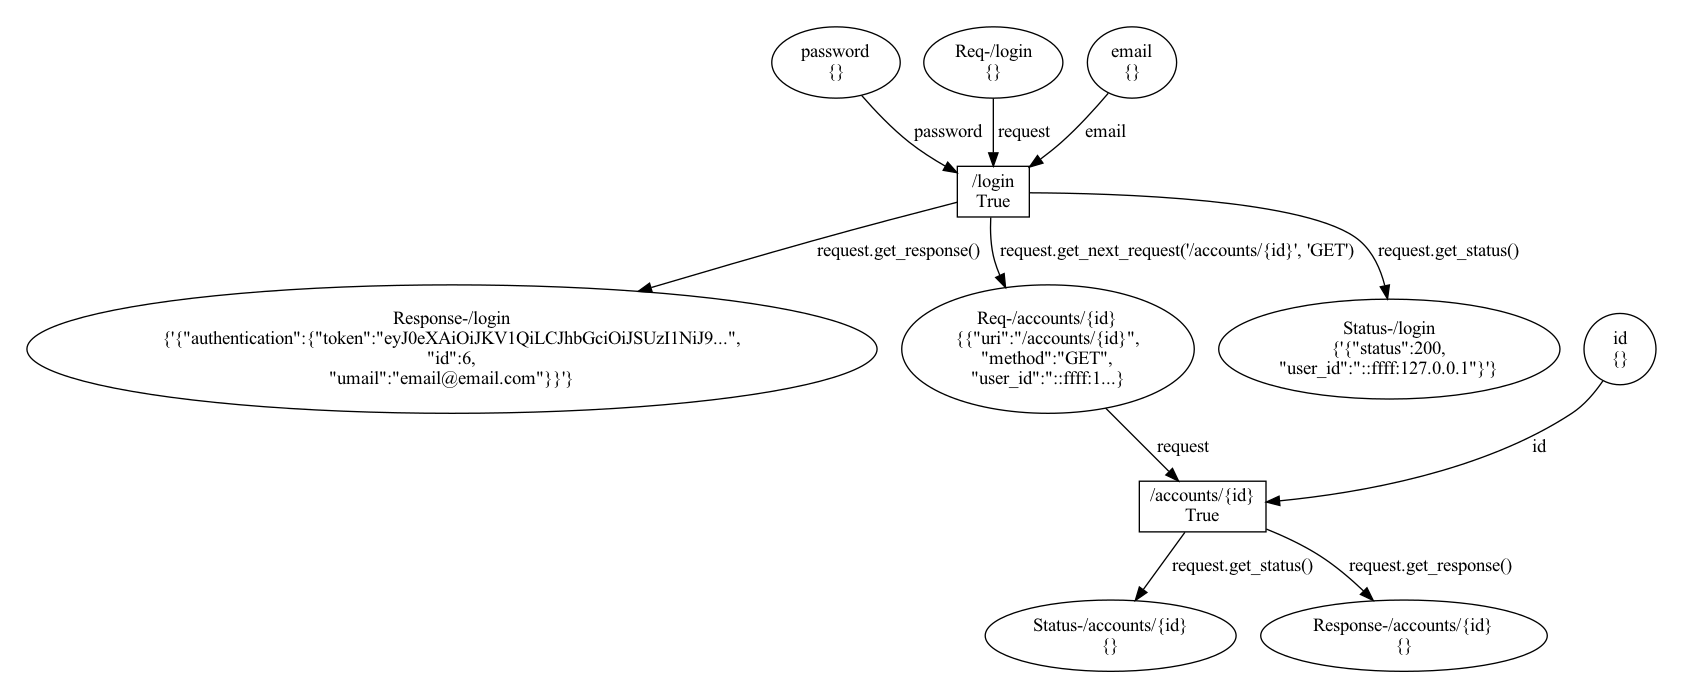 password
{}
Req-/login
{}
email
{}
password
request
email
/login
True
request.get_response()
request.get_next_request('/accounts/{id}', 'GET')
request.get_status()
Response-/login
{'{"authentication":{"token":"eyJ0eXAiOiJKV1QiLCJhbGciOiJSUzI1NiJ9...",
"id":6,
"umail":"email@email.com"}}'}
Req-/accounts/{id}
{{"uri":"/accounts/{id}",
"method":"GET",
"user_id":"::ffff:1...}
Status-/login
{'{"status":200,
"user_id":"::ffff:127.0.0.1"}'}
id
{}
request
id
/accounts/{id}
True
request.get_status()
request.get_response()
Status-/accounts/{id}
{}
Response-/accounts/{id}
{}